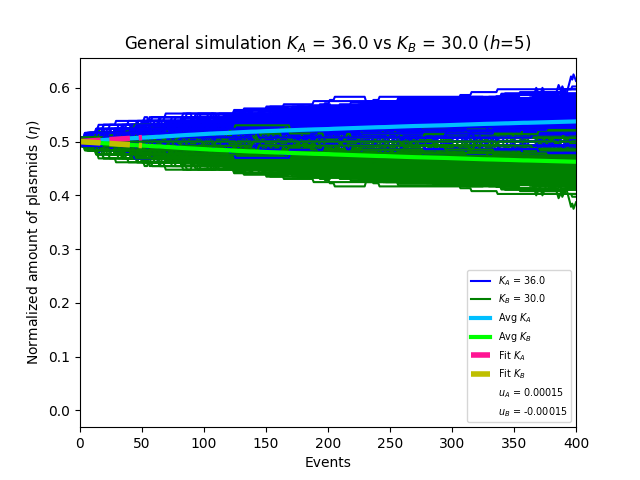 General simulation K_A = 36.0 vs K_B = 30.0 (h=5)
Normalized amount of plasmids (η)
0.6
0.5
0.4
0.3
0.2
0.1
0.0
K_A = 36.0
K_B = 30.0
Avg K_A
Avg K_B
Fit K_A
Fit K_B
u_A = 0.00015
u_B = -0.00015
0 50 100 150 200 250 300 350 400
Events